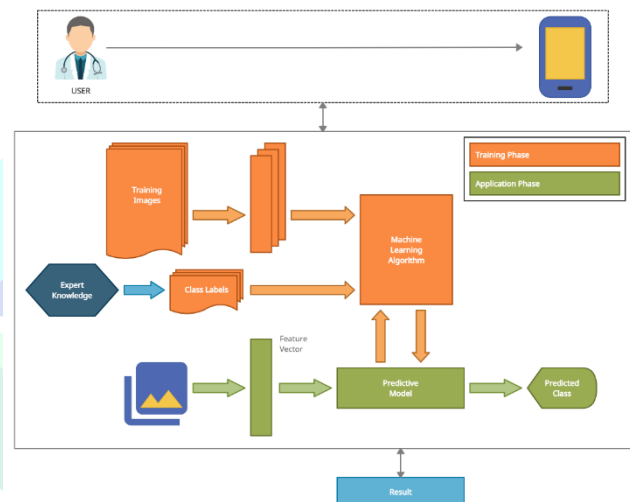 USER
Training Phase
Application Phase
Training
Images
Machine
Learning
Algorithm
Expert
Knowledge
Class Labels
Feature
Vector
Predictive
Model
Predicted
Class
Result